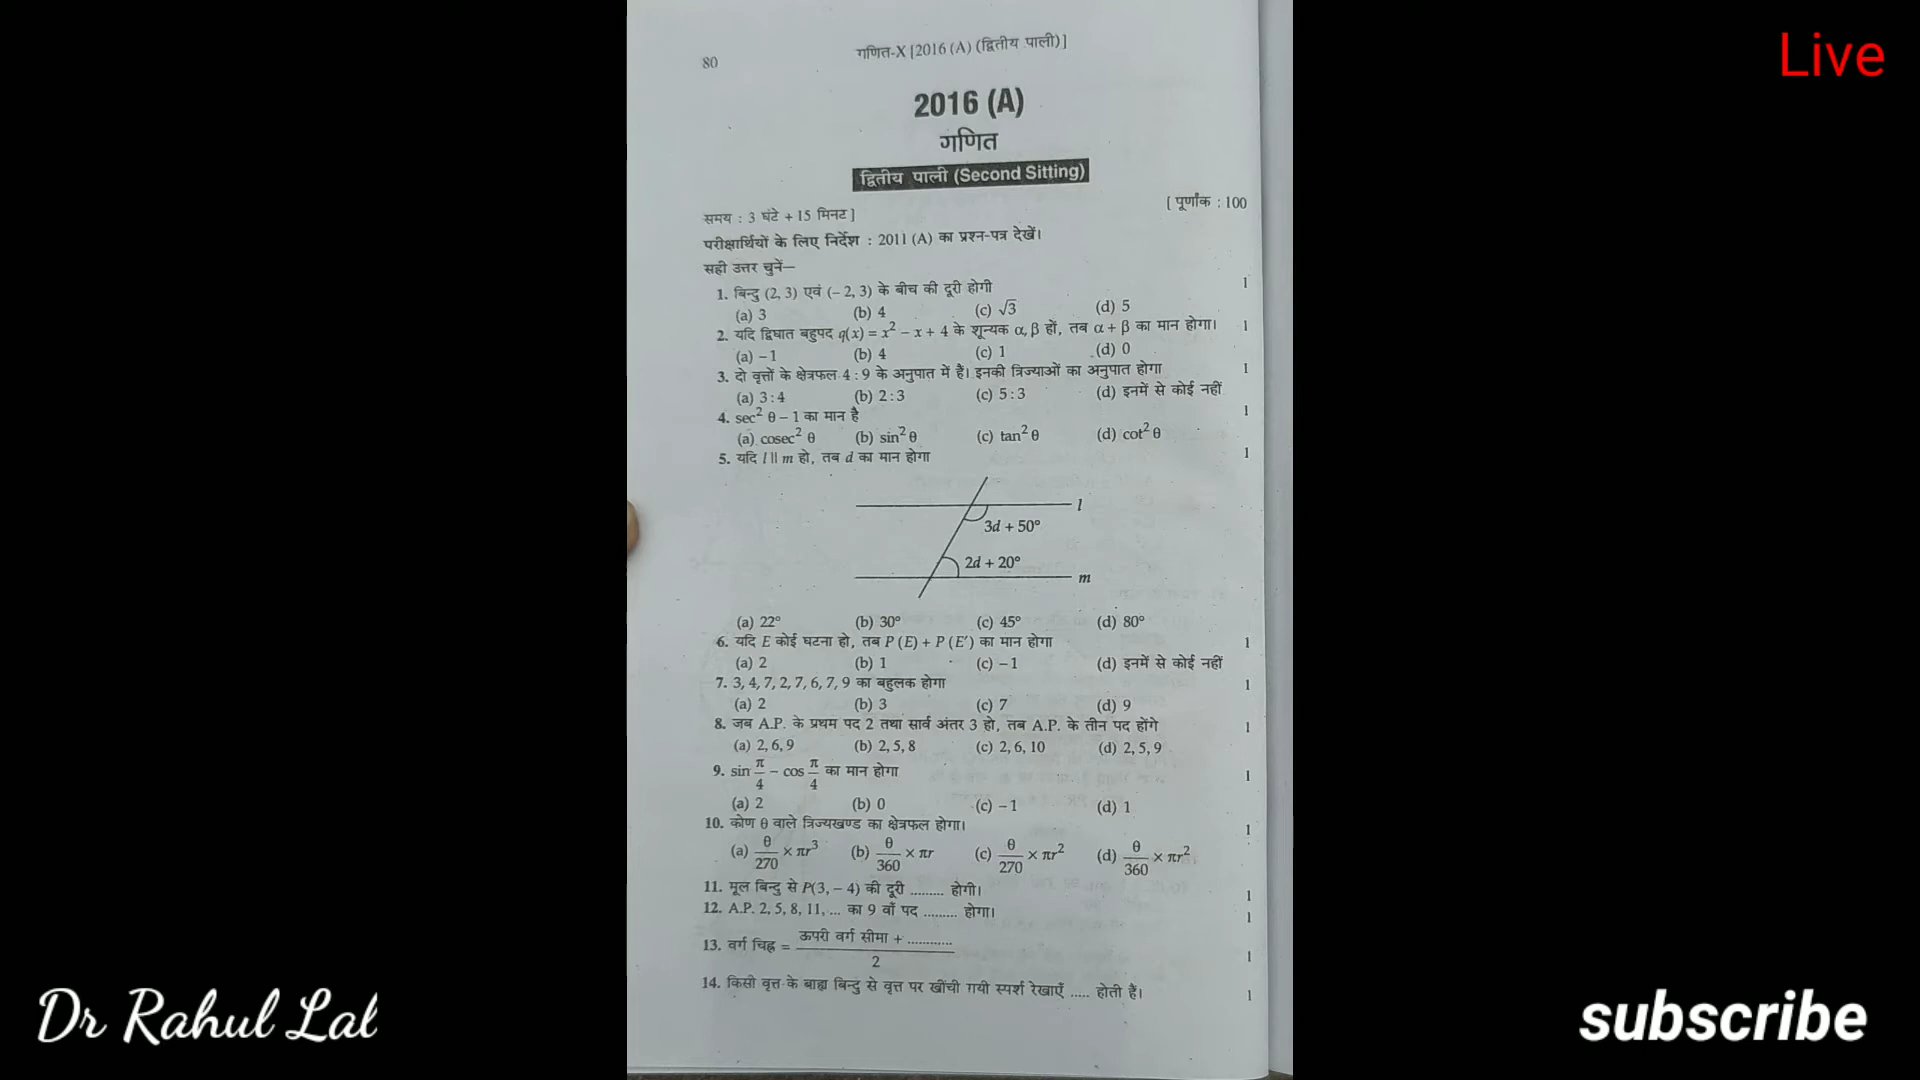 Live
80
गणित-X [2016 (A) (द्वितीय पाली)]
2016 (A)
गणित
द्वितीय पाली (Second Sitting)
समय : 3 घंटे + 15 मिनट ]
[ पूर्णांक : 100
परीक्षार्थियों के लिए निर्देश : 2011 (A) का प्रश्न-पत्र देखें।
सही उत्तर चुनें—
1. बिन्दु (2, 3) एवं (– 2, 3) के बीच की दूरी होगी 1
(a) 3 (b) 4 (c) √3 (d) 5
2. यदि द्विघात बहुपद q(x) = x² – x + 4 के शून्यक α, β हों, तब α + β का मान होगा। 1
(a) – 1 (b) 4 (c) 1 (d) 0
3. दो वृत्तों के क्षेत्रफल 4 : 9 के अनुपात में हैं। इनकी त्रिज्याओं का अनुपात होगा 1
(a) 3 : 4 (b) 2 : 3 (c) 5 : 3 (d) इनमें से कोई नहीं
4. sec² θ – 1 का मान है 1
(a) cosec² θ (b) sin² θ (c) tan² θ (d) cot² θ
5. यदि l || m हो, तब d का मान होगा 1
l
3d + 50°
2d + 20°
m
(a) 22° (b) 30° (c) 45° (d) 80°
6. यदि E कोई घटना हो, तब P (E) + P (E′) का मान होगा 1
(a) 2 (b) 1 (c) – 1 (d) इनमें से कोई नहीं
7. 3, 4, 7, 2, 7, 6, 7, 9 का बहुलक होगा 1
(a) 2 (b) 3 (c) 7 (d) 9
8. जब A.P. के प्रथम पद 2 तथा सार्व अंतर 3 हो, तब A.P. के तीन पद होंगे 1
(a) 2, 6, 9 (b) 2, 5, 8 (c) 2, 6, 10 (d) 2, 5, 9
9. sin π/4 – cos π/4 का मान होगा 1
(a) 2 (b) 0 (c) – 1 (d) 1
10. कोण θ वाले त्रिज्यखण्ड का क्षेत्रफल होगा। 1
(a) θ/270 × πr³ (b) θ/360 × πr (c) θ/270 × πr² (d) θ/360 × πr²
11. मूल बिन्दु से P(3, – 4) की दूरी ......... होगी। 1
12. A.P. 2, 5, 8, 11, ... का 9 वाँ पद ......... होगा। 1
13. वर्ग चिह्न = ऊपरी वर्ग सीमा + ............ / 2 1
14. किसी वृत्त के बाह्य बिन्दु से वृत्त पर खींची गयी स्पर्श रेखाएँ ..... होती हैं। 1
Dr Rahul Lal
subscribe